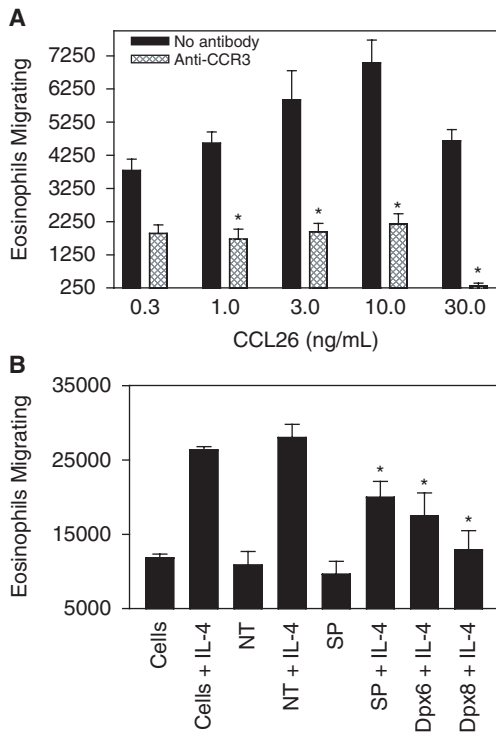 A
No antibody
Anti-CCR3
Eosinophils Migrating
7250
6250
5250
4250
3250
2250
1250
250
*
*
*
*
0.3
1.0
3.0
10.0
30.0
CCL26 (ng/mL)
B
Eosinophils Migrating
35000
25000
15000
5000
*
*
*
Cells
Cells + IL-4
NT
NT + IL-4
SP
SP + IL-4
Dpx6 + IL-4
Dpx8 + IL-4